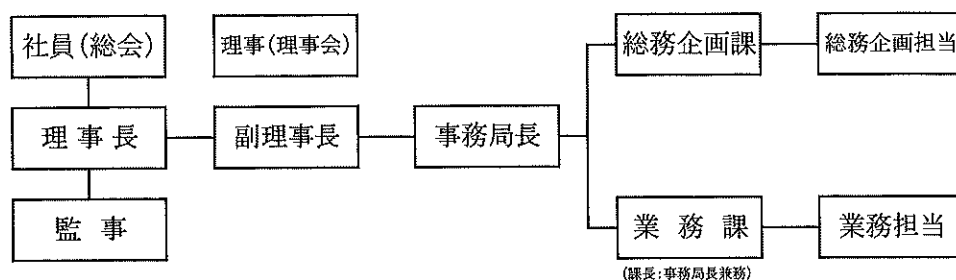 社員(総会)
理事(理事会)
総務企画課
総務企画担当
理事長
副理事長
事務局長
監事
業務課
業務担当
(課長:事務局長兼務)